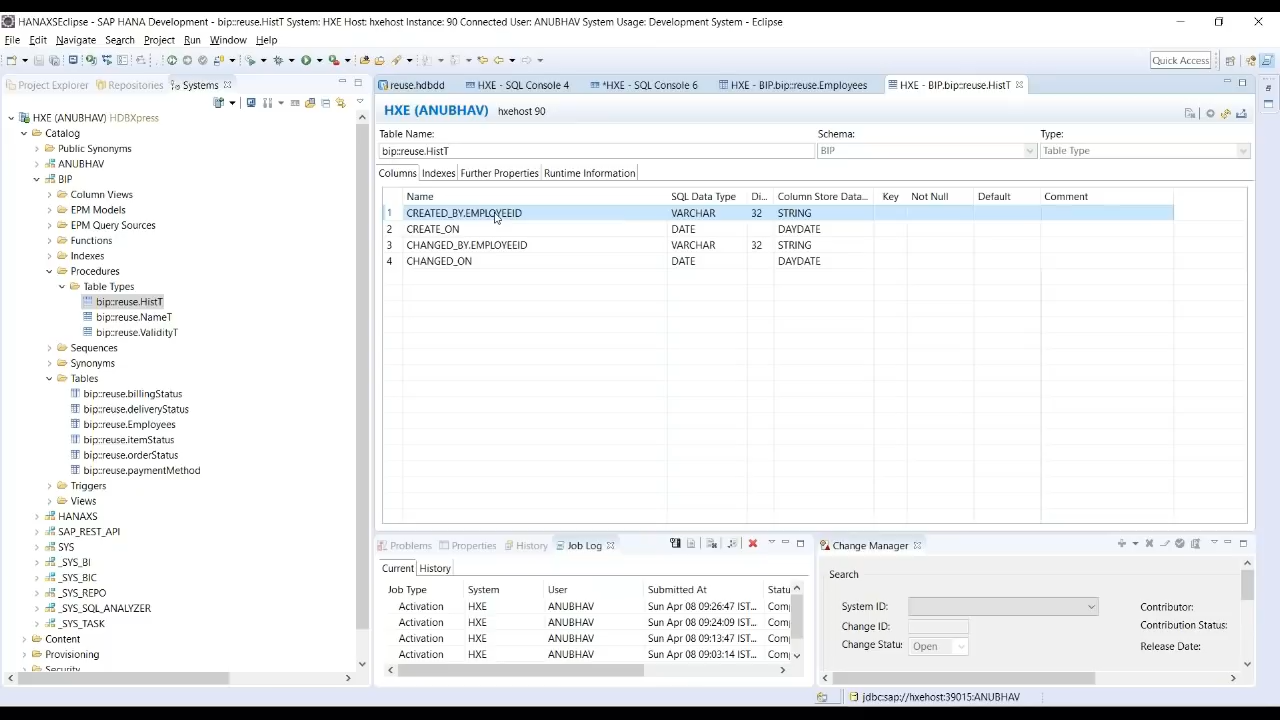 HANAXSEclipse - SAP HANA Development - bip::reuse.HistT System: HXE Host: hxehost Instance: 90 Connected User: ANUBHAV System Usage: Development System - Eclipse
File Edit Navigate Search Project Run Window Help
Quick Access
Project Explorer Repositories Systems
reuse.hdbdd HXE - SQL Console 4 *HXE - SQL Console 6 HXE - BIP.bip::reuse.Employees HXE - BIP.bip::reuse.HistT
HXE (ANUBHAV) HDBXpress
Catalog
Public Synonyms
ANUBHAV
BIP
Column Views
EPM Models
EPM Query Sources
Functions
Indexes
Procedures
Table Types
bip::reuse.HistT
bip::reuse.NameT
bip::reuse.ValidityT
Sequences
Synonyms
Tables
bip::reuse.billingStatus
bip::reuse.deliveryStatus
bip::reuse.Employees
bip::reuse.itemStatus
bip::reuse.orderStatus
bip::reuse.paymentMethod
Triggers
Views
HANAXS
SAP_REST_API
SYS
_SYS_BI
_SYS_BIC
_SYS_REPO
_SYS_SQL_ANALYZER
_SYS_TASK
Content
Provisioning
Security
HXE (ANUBHAV) hxehost 90
Table Name: Schema: Type:
bip::reuse.HistT BIP Table Type
Columns Indexes Further Properties Runtime Information
Name SQL Data Type Di... Column Store Data... Key Not Null Default Comment
1 CREATED_BY.EMPLOYEEID VARCHAR 32 STRING
2 CREATE_ON DATE DAYDATE
3 CHANGED_BY.EMPLOYEEID VARCHAR 32 STRING
4 CHANGED_ON DATE DAYDATE
Problems Properties History Job Log
Current History
Job Type System User Submitted At Statu
Activation HXE ANUBHAV Sun Apr 08 09:26:47 IST... Comp
Activation HXE ANUBHAV Sun Apr 08 09:24:09 IST... Comp
Activation HXE ANUBHAV Sun Apr 08 09:13:47 IST... Comp
Activation HXE ANUBHAV Sun Apr 08 09:03:14 IST... Comp
Change Manager
Search
System ID: Contributor:
Change ID: Contribution Status:
Change Statu: Open Release Date:
jdbc:sap://hxehost:39015:ANUBHAV